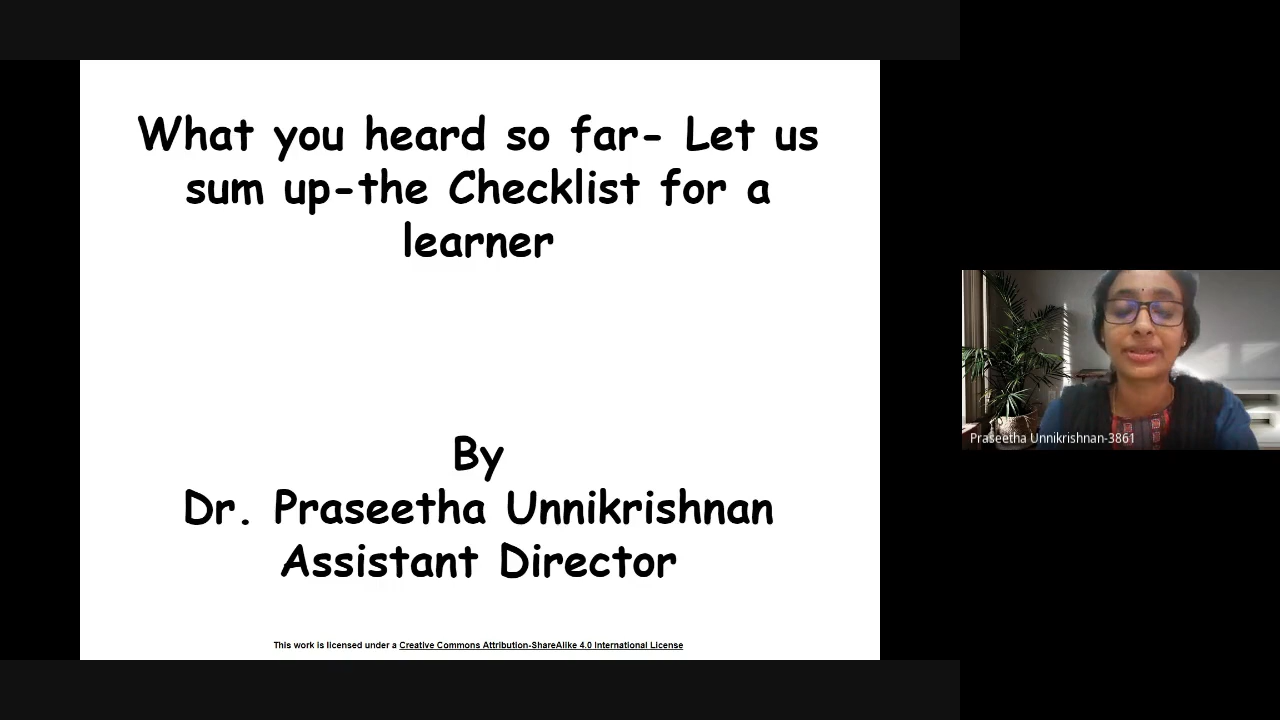 What you heard so far- Let us
sum up-the Checklist for a
learner
By
Dr. Praseetha Unnikrishnan
Assistant Director
This work is licensed under a Creative Commons Attribution-ShareAlike 4.0 International License
Praseetha Unnikrishnan-3861